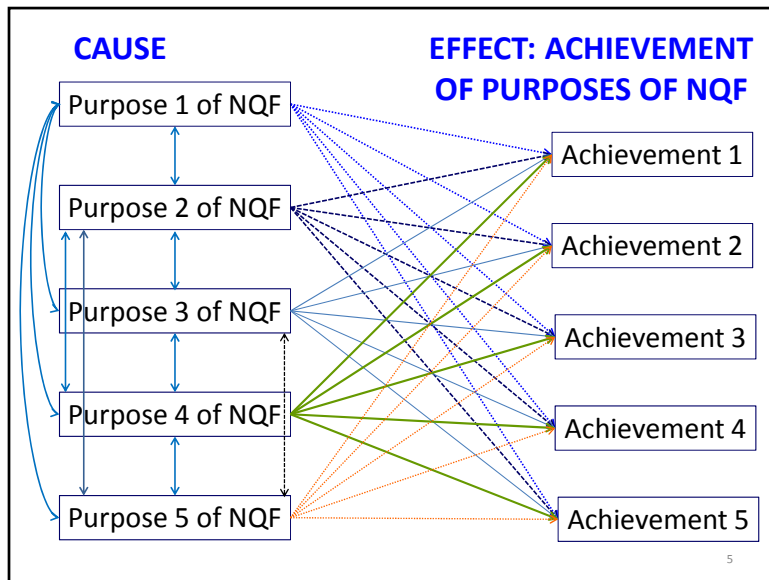 CAUSE
EFFECT: ACHIEVEMENT
OF PURPOSES OF NQF
Purpose 1 of NQF
Purpose 2 of NQF
Purpose 3 of NQF
Purpose 4 of NQF
Purpose 5 of NQF
Achievement 1
Achievement 2
Achievement 3
Achievement 4
Achievement 5
5